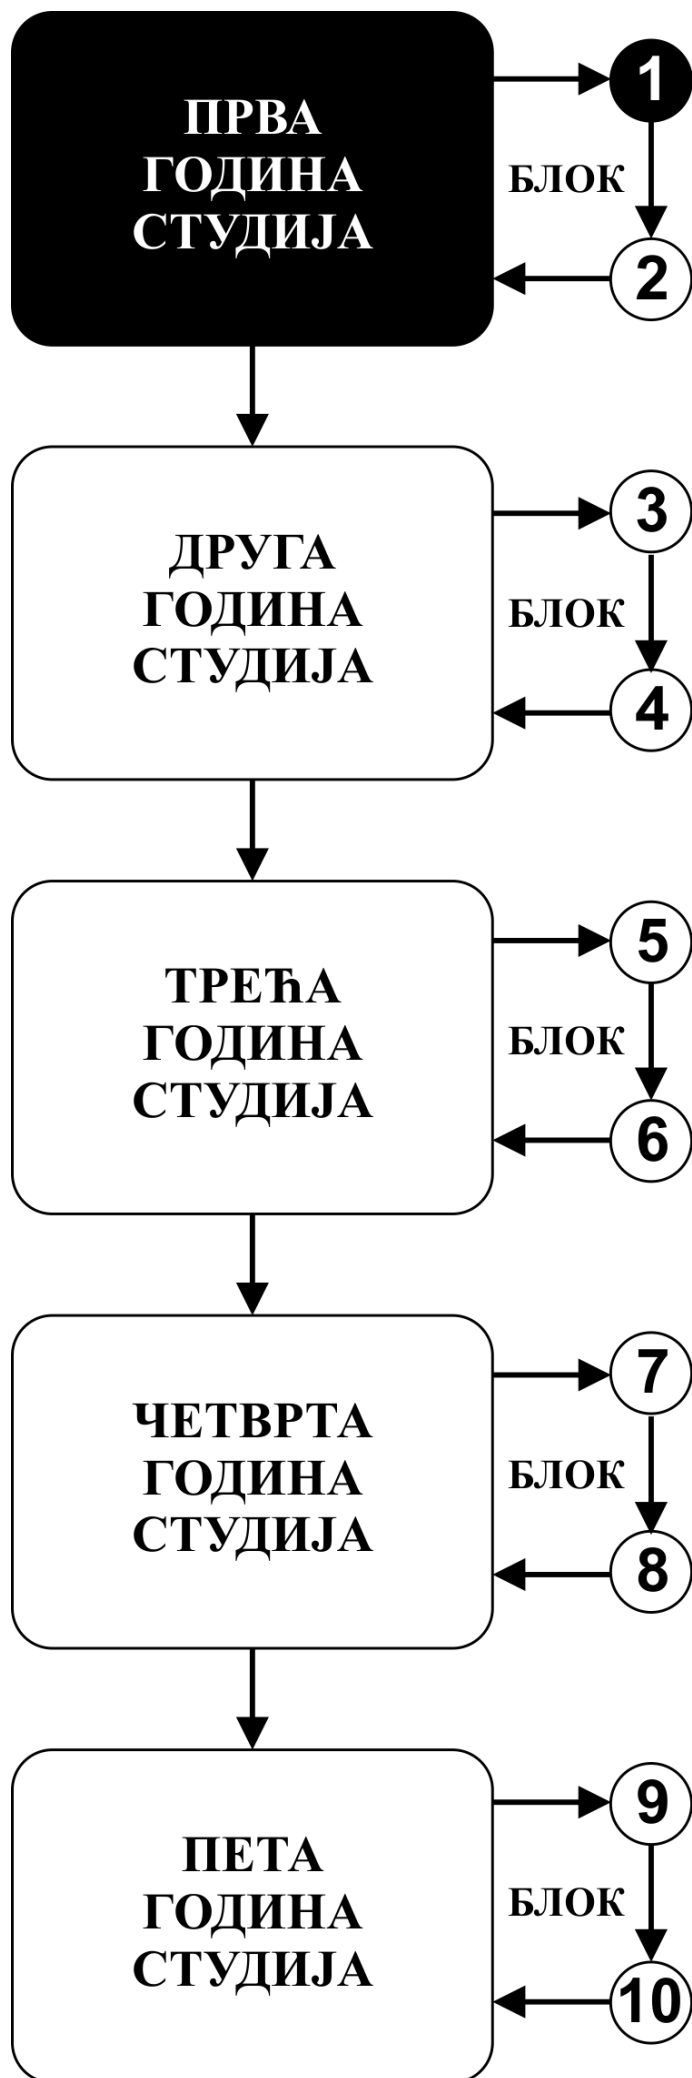 ПРВА
ГОДИНА
СТУДИЈА
1
БЛОК
2
ДРУГА
ГОДИНА
СТУДИЈА
3
БЛОК
4
ТРЕЋА
ГОДИНА
СТУДИЈА
5
БЛОК
6
ЧЕТВРТА
ГОДИНА
СТУДИЈА
7
БЛОК
8
ПЕТА
ГОДИНА
СТУДИЈА
9
БЛОК
10